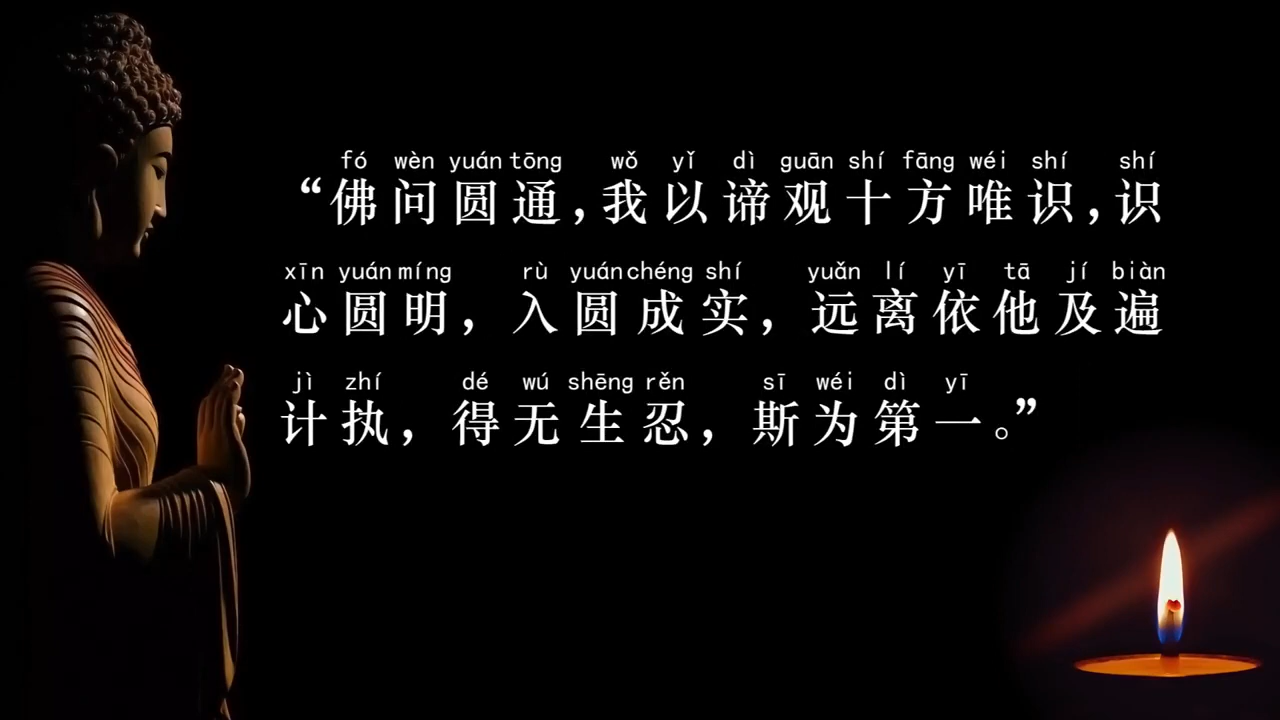 fó wèn yuán tōng wǒ yǐ dì guān shí fāng wéi shí shí
“佛问圆通，我以谛观十方唯识，识
xīn yuán míng rù yuán chéng shí yuǎn lí yī tā jí biàn
心圆明，入圆成实，远离依他及遍
jì zhí dé wú shēng rěn sī wéi dì yī
计执，得无生忍，斯为第一。”